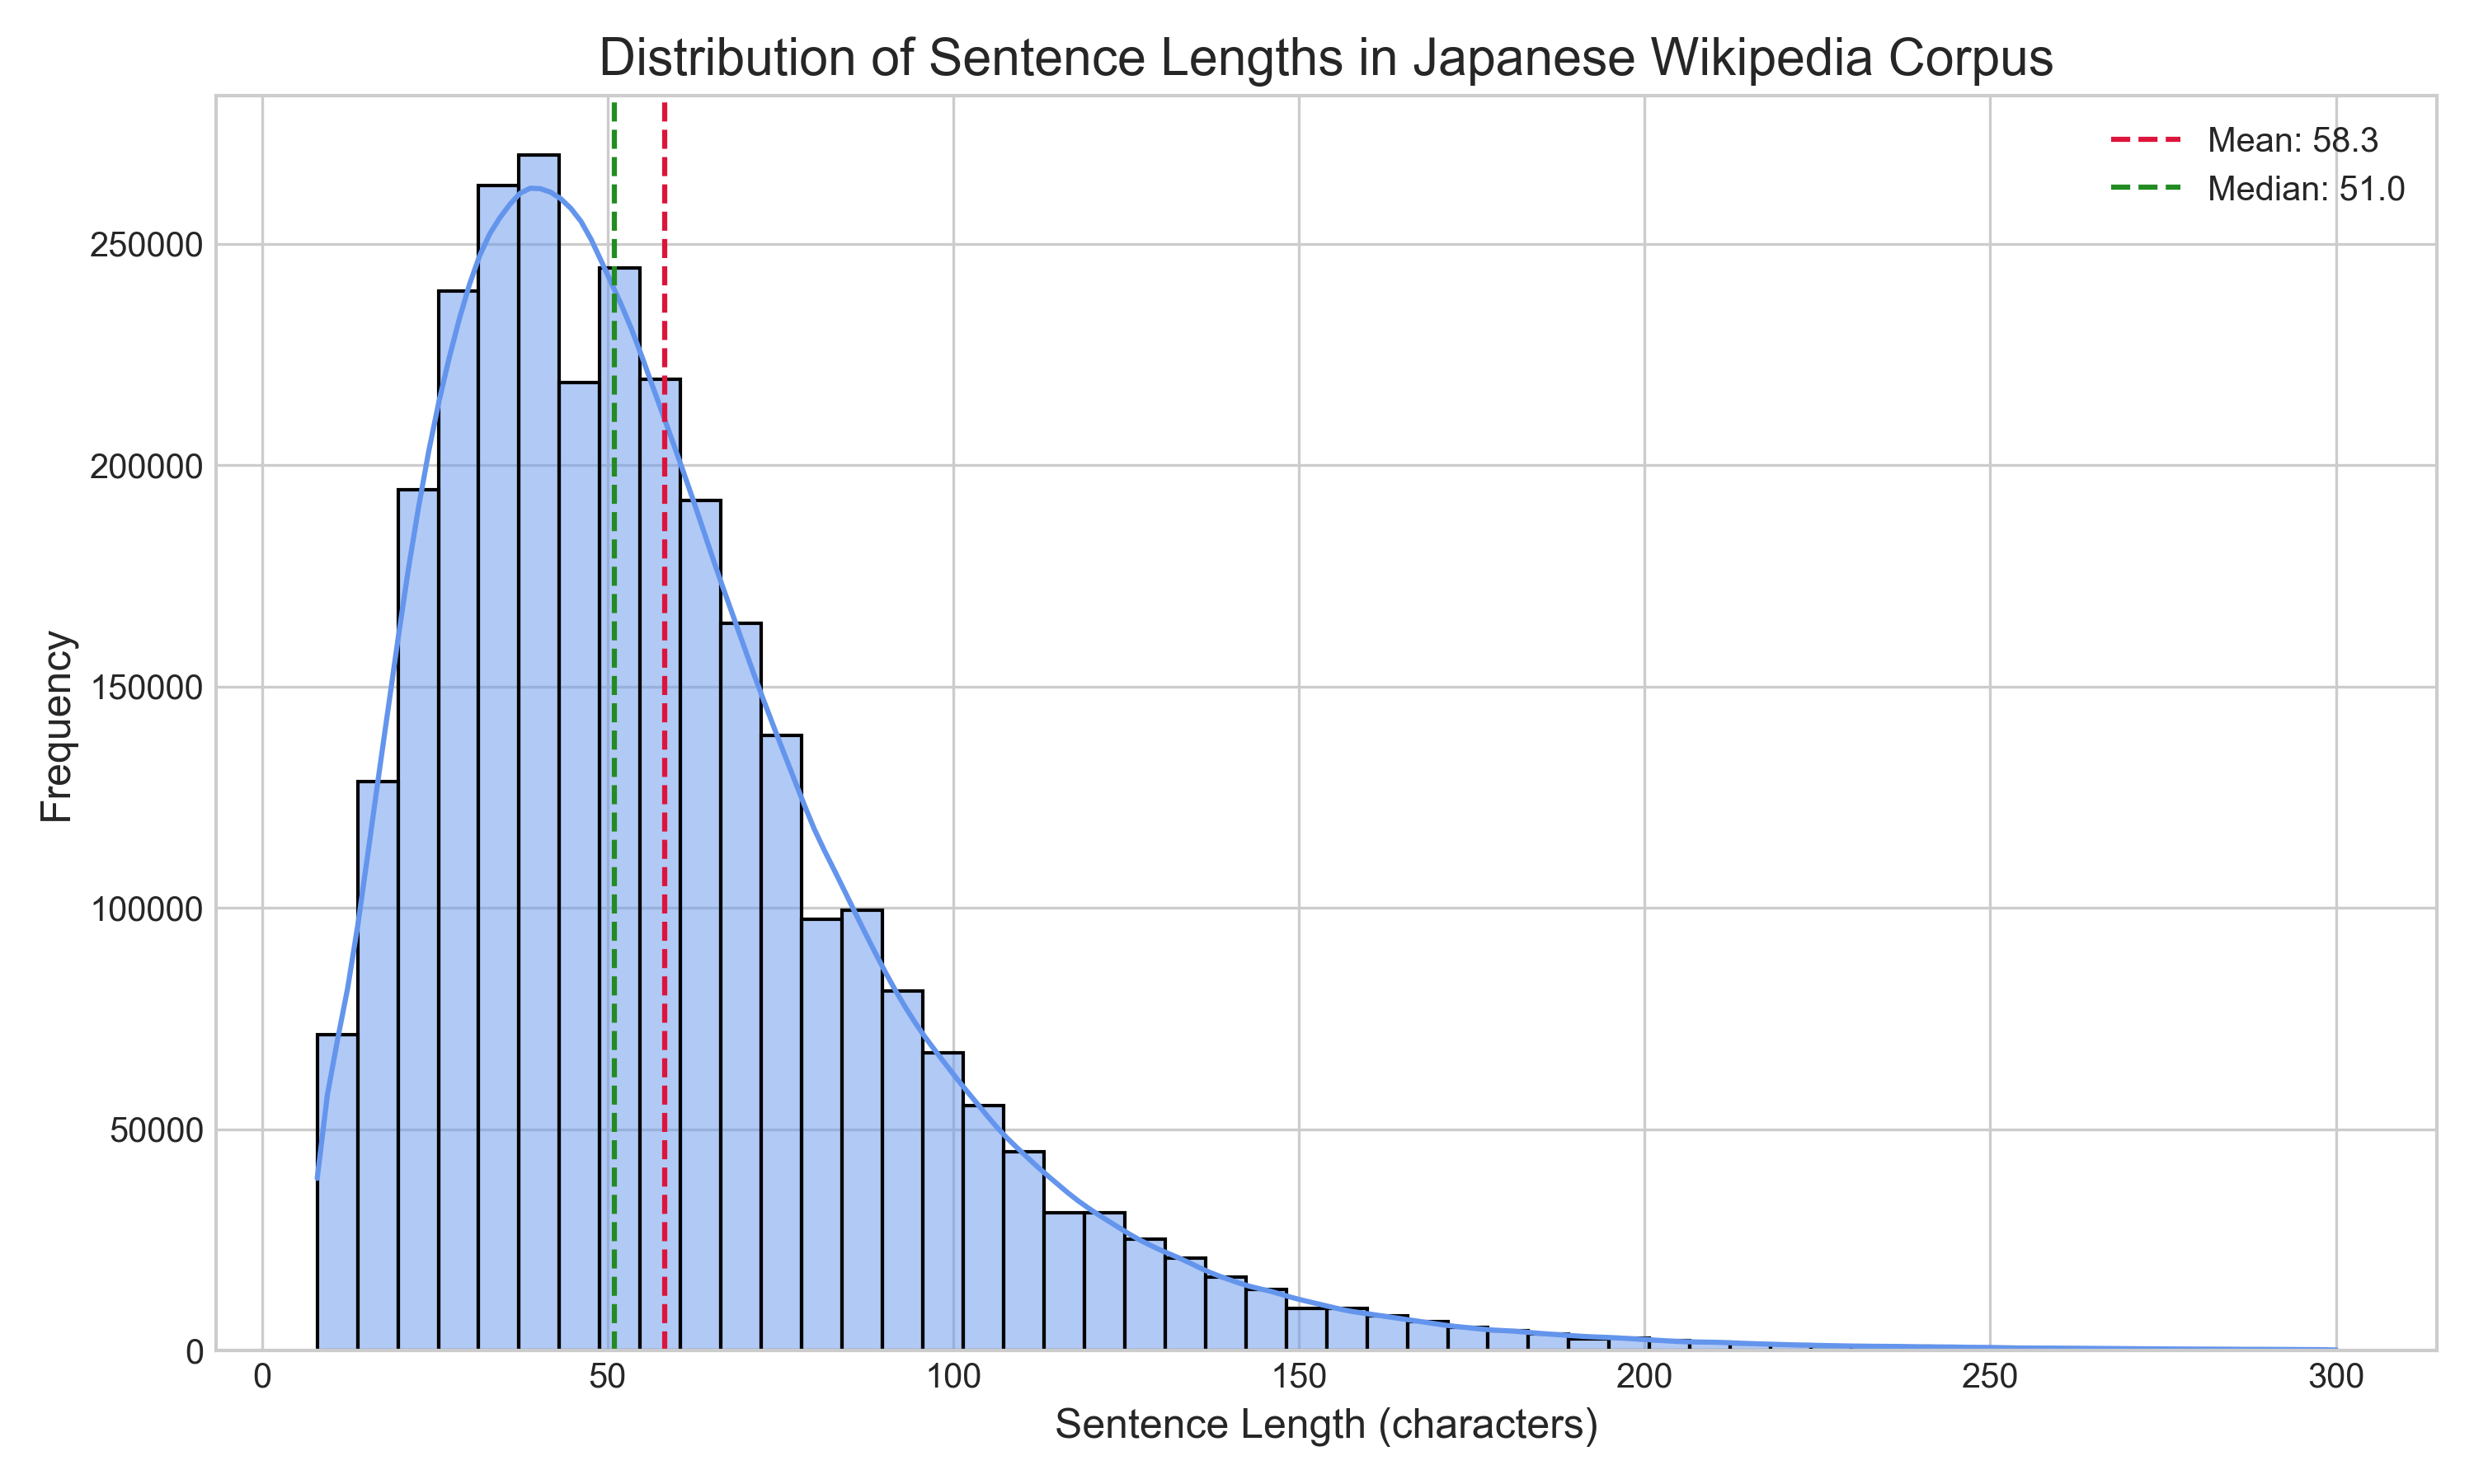 Distribution of Sentence Lengths in Japanese Wikipedia Corpus
Mean: 58.3
Median: 51.0
250000
200000
150000
100000
50000
0
Frequency
0 50 100 150 200 250 300
Sentence Length (characters)